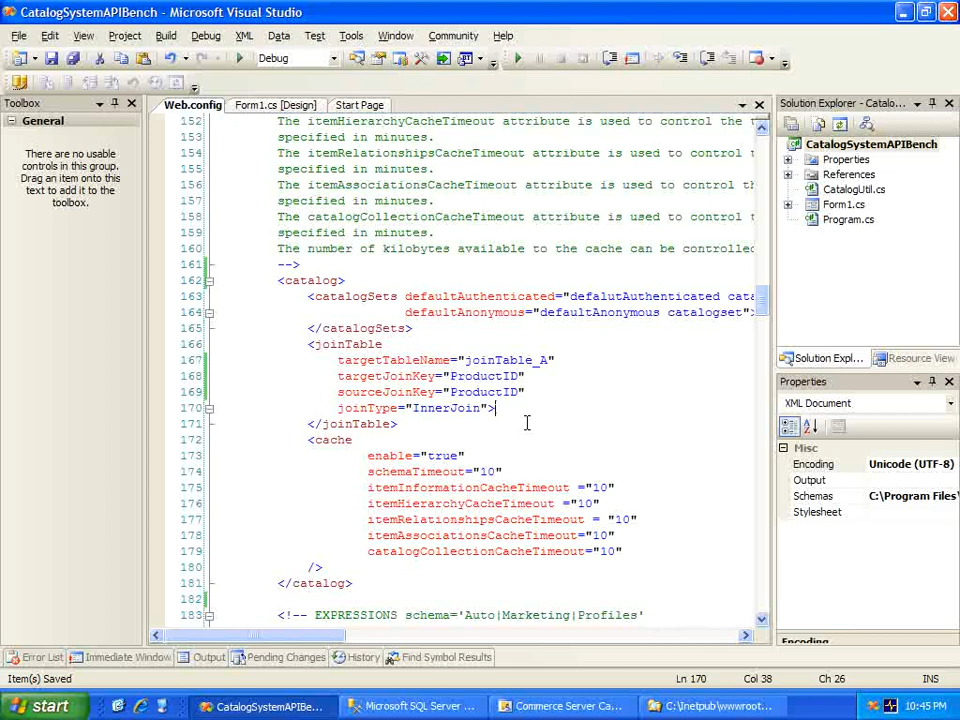 CatalogSystemAPIBench - Microsoft Visual Studio
File Edit View Project Build Debug XML Data Test Tools Window Community Help
Debug
Toolbox
General
There are no usable
controls in this group.
Drag an item onto this
text to add it to the
toolbox.
Web.config Form1.cs [Design] Start Page
152 The itemHierarchyCacheTimeout attribute is used to control the t
153 specified in minutes.
154 The itemRelationshipsCacheTimeout attribute is used to control t
155 specified in minutes.
156 The itemAssociationsCacheTimeout attribute is used to control th
157 specified in minutes.
158 The catalogCollectionCacheTimeout attribute is used to control t
159 specified in minutes.
160 The number of kilobytes available to the cache can be controlled
161 -->
162 <catalog>
163 <catalogSets defaultAuthenticated="defalutAuthenticated cata
164 defaultAnonymous="defaultAnonymous catalogset">
165 </catalogSets>
166 <joinTable
167 targetTableName="joinTable_A"
168 targetJoinKey="ProductID"
169 sourceJoinKey="ProductID"
170 joinType="InnerJoin">
171 </joinTable>
172 <cache
173 enable="true"
174 schemaTimeout="10"
175 itemInformationCacheTimeout ="10"
176 itemHierarchyCacheTimeout ="10"
177 itemRelationshipsCacheTimeout = "10"
178 itemAssociationsCacheTimeout="10"
179 catalogCollectionCacheTimeout="10"
180 />
181 </catalog>
182
183 <!-- EXPRESSIONS schema='Auto|Marketing|Profiles'
Solution Explorer - Catalo...
CatalogSystemAPIBench
Properties
References
CatalogUtil.cs
Form1.cs
Program.cs
Solution Expl... Resource View
Properties
XML Document
Misc
Encoding Unicode (UTF-8)
Output
Schemas C:\Program Files\
Stylesheet
Encoding
Error List Immediate Window Output Pending Changes History Find Symbol Results
Item(s) Saved Ln 170 Col 38 Ch 26 INS
start CatalogSystemAPIBe... Microsoft SQL Server ... Commerce Server Ca... C:\Inetpub\wwwroot... 10:45 PM